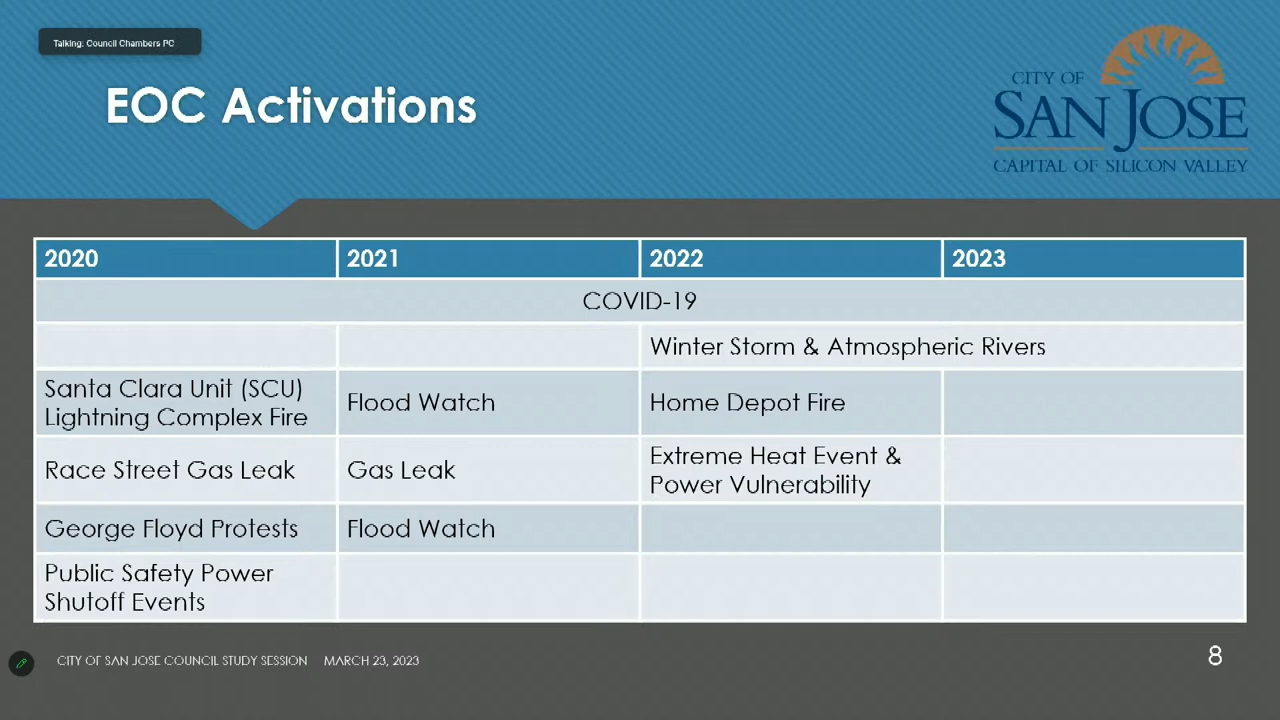 Talking: Council Chambers PC
EOC Activations
CITY OF
SAN JOSE
CAPITAL OF SILICON VALLEY
2020 2021 2022 2023
COVID-19
Winter Storm & Atmospheric Rivers
Santa Clara Unit (SCU)
Lightning Complex Fire
Flood Watch
Home Depot Fire
Race Street Gas Leak
Gas Leak
Extreme Heat Event &
Power Vulnerability
George Floyd Protests
Flood Watch
Public Safety Power
Shutoff Events
CITY OF SAN JOSE COUNCIL STUDY SESSION MARCH 23, 2023
8